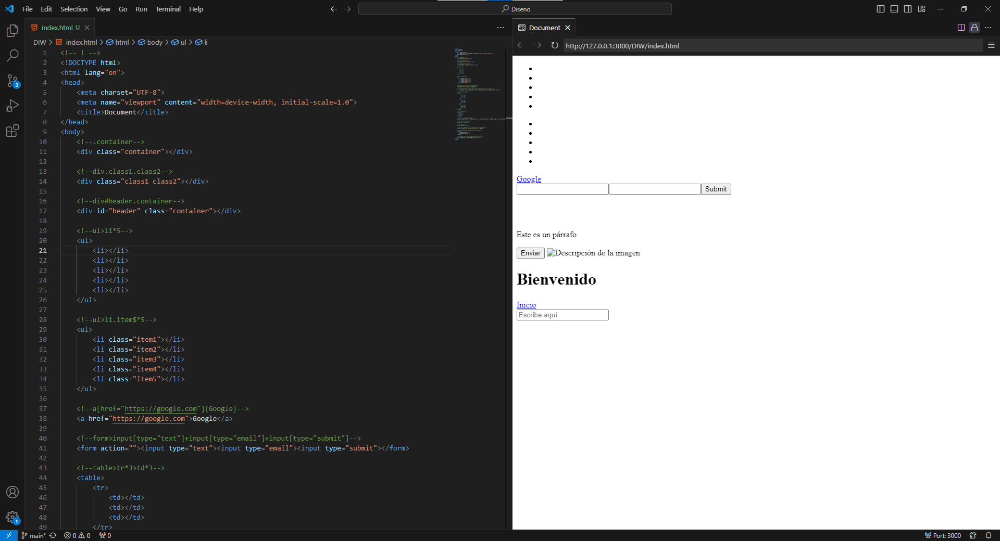 File Edit Selection View Go Run Terminal Help
Diseno
index.html U
DIW > index.html > html > body > ul > li
1 <!-- ! -->
2 <!DOCTYPE html>
3 <html lang="en">
4 <head>
5 <meta charset="UTF-8">
6 <meta name="viewport" content="width=device-width, initial-scale=1.0">
7 <title>Document</title>
8 </head>
9 <body>
10 <!--.container-->
11 <div class="container"></div>
12
13 <!--div.class1.class2-->
14 <div class="class1 class2"></div>
15
16 <!--div#header.container-->
17 <div id="header" class="container"></div>
18
19 <!--ul>li*5-->
20 <ul>
21 <li></li>
22 <li></li>
23 <li></li>
24 <li></li>
25 <li></li>
26 </ul>
27
28 <!--ul>li.item$*5-->
29 <ul>
30 <li class="item1"></li>
31 <li class="item2"></li>
32 <li class="item3"></li>
33 <li class="item4"></li>
34 <li class="item5"></li>
35 </ul>
36
37 <!--a[href="https://google.com"]{Google}-->
38 <a href="https://google.com">Google</a>
39
40 <!--form>input[type="text"]+input[type="email"]+input[type="submit"]-->
41 <form action=""><input type="text"><input type="email"><input type="submit"></form>
42
43 <!--table>tr*3>td*3-->
44 <table>
45 <tr>
46 <td></td>
47 <td></td>
48 <td></td>
49 </tr>
Document
http://127.0.0.1:3000/DIW/index.html
Google
Submit
Este es un párrafo
Enviar Descripción de la imagen
Bienvenido
Inicio
Escribe aquí
3
1
main* 0 0 0
Port: 3000